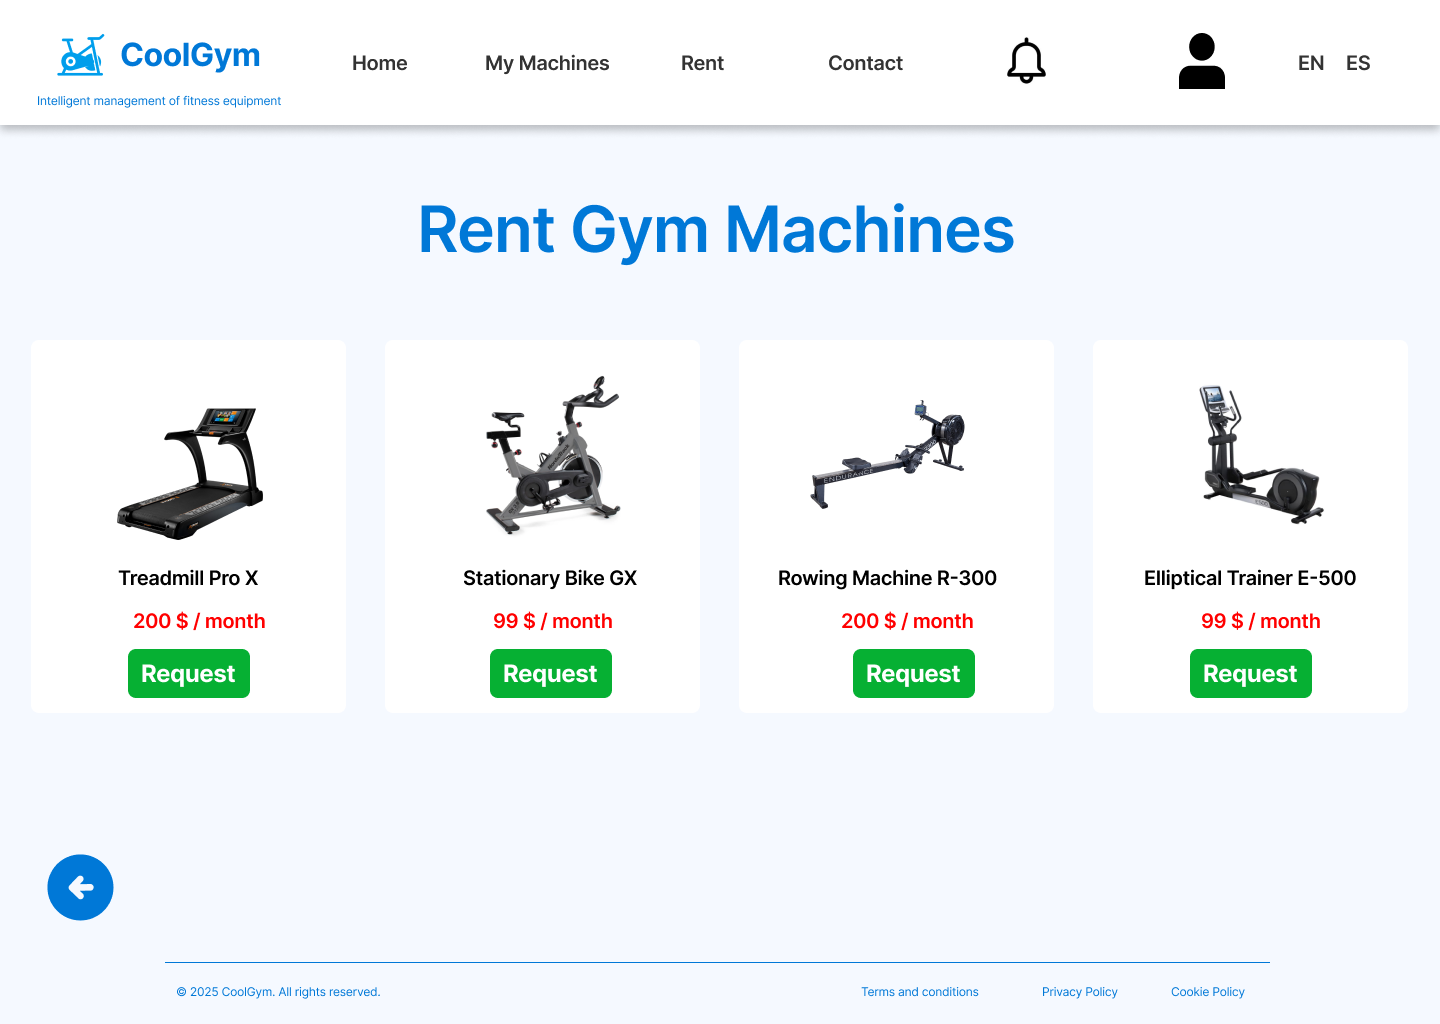 CoolGym
Intelligent management of fitness equipment
Home
My Machines
Rent
Contact
EN
ES
Rent Gym Machines
ENDURANCE
Treadmill Pro X
Stationary Bike GX
Rowing Machine R-300
Elliptical Trainer E-500
200 $ / month
99 $ / month
200 $ / month
99 $ / month
Request
Request
Request
Request
© 2025 CoolGym. All rights reserved.
Terms and conditions
Privacy Policy
Cookie Policy